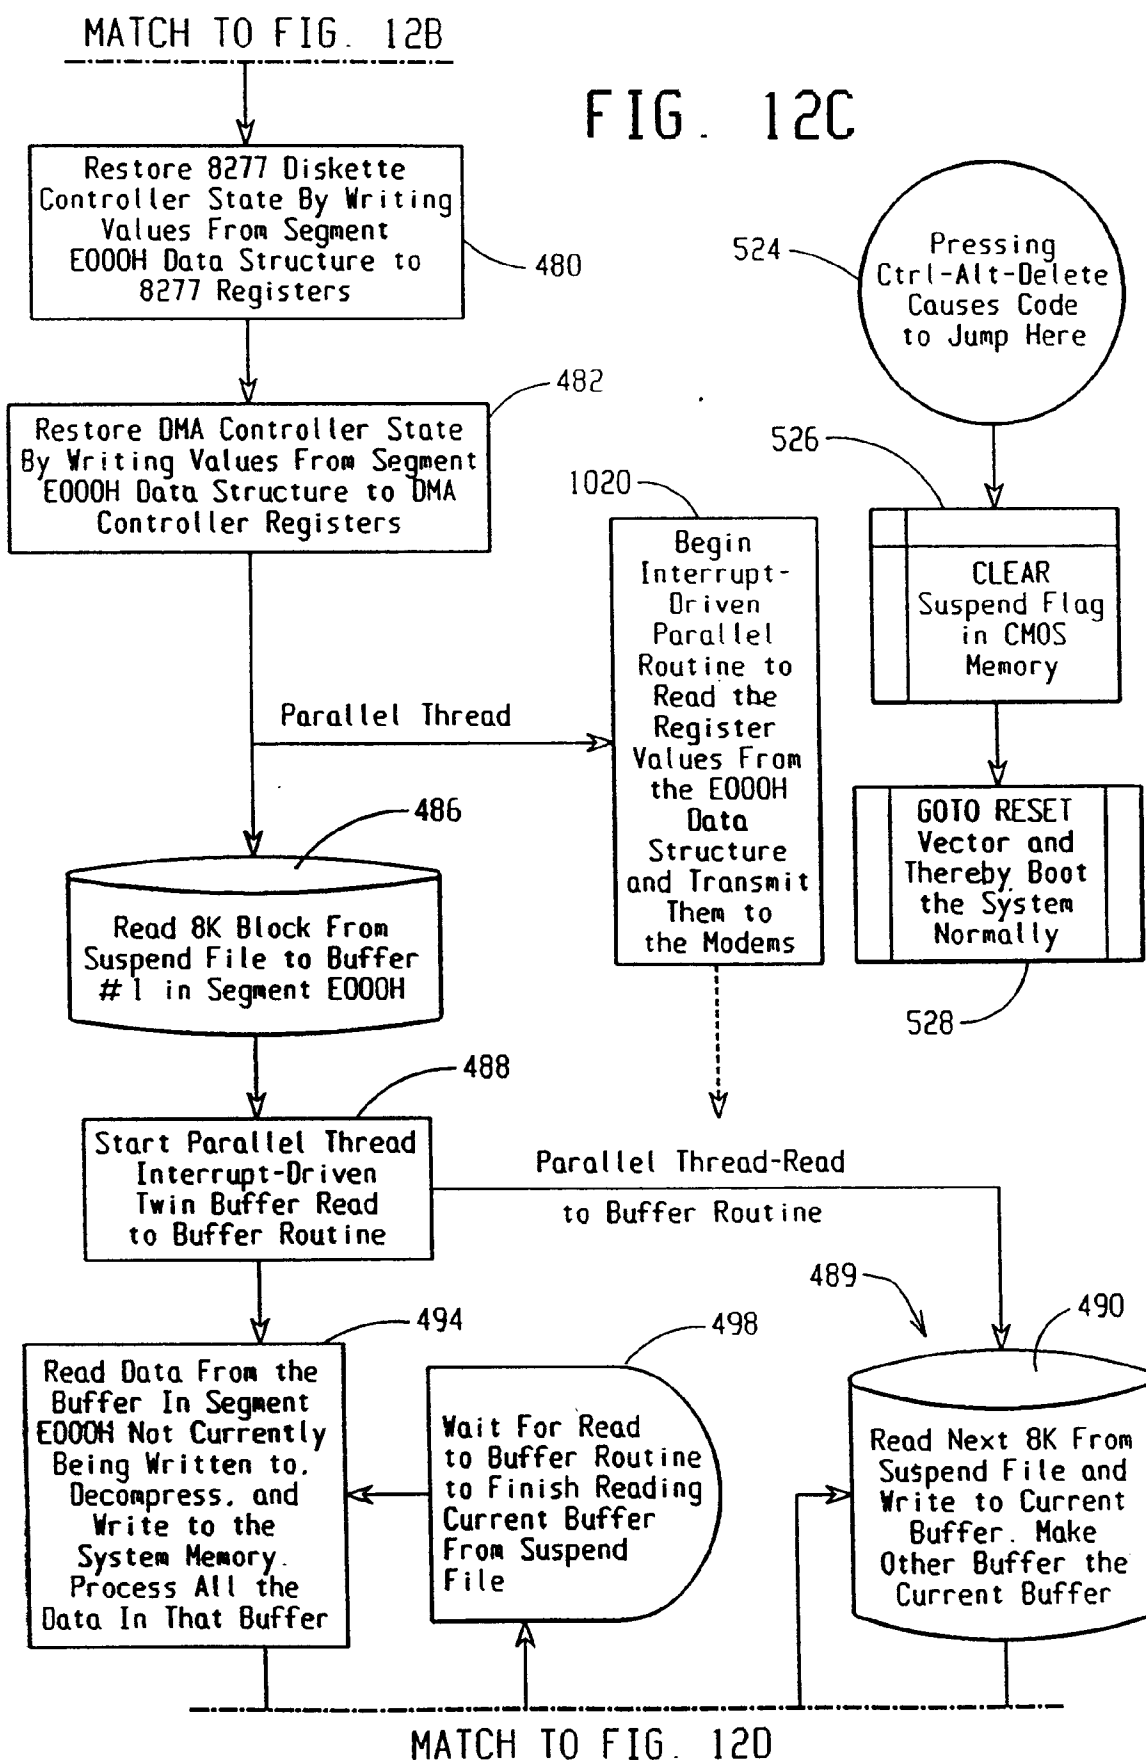 MATCH TO FIG. 12B
FIG. 12C
Restore 8277 Diskette
Controller State By Writing
Values From Segment
E000H Data Structure to
8277 Registers
480
482
Restore DMA Controller State
By Writing Values From Segment
E000H Data Structure to DMA
Controller Registers
524
Pressing
Ctrl-Alt-Delete
Causes Code
to Jump Here
526
CLEAR
Suspend Flag
in CMOS
Memory
GOTO RESET
Vector and
Thereby Boot
the System
Normally
528
1020
Begin
Interrupt-
Driven
Parallel
Routine to
Read the
Register
Values From
the E000H
Data
Structure
and Transmit
Them to
the Modems
Parallel Thread
486
Read 8K Block From
Suspend File to Buffer
#1 in Segment E000H
488
Start Parallel Thread
Interrupt-Driven
Twin Buffer Read
to Buffer Routine
Parallel Thread-Read
to Buffer Routine
494
Read Data From the
Buffer In Segment
E000H Not Currently
Being Written to,
Decompress, and
Write to the
System Memory.
Process All the
Data In That Buffer
498
Wait For Read
to Buffer Routine
to Finish Reading
Current Buffer
From Suspend
File
489
490
Read Next 8K From
Suspend File and
Write to Current
Buffer. Make
Other Buffer the
Current Buffer
MATCH TO FIG. 12D